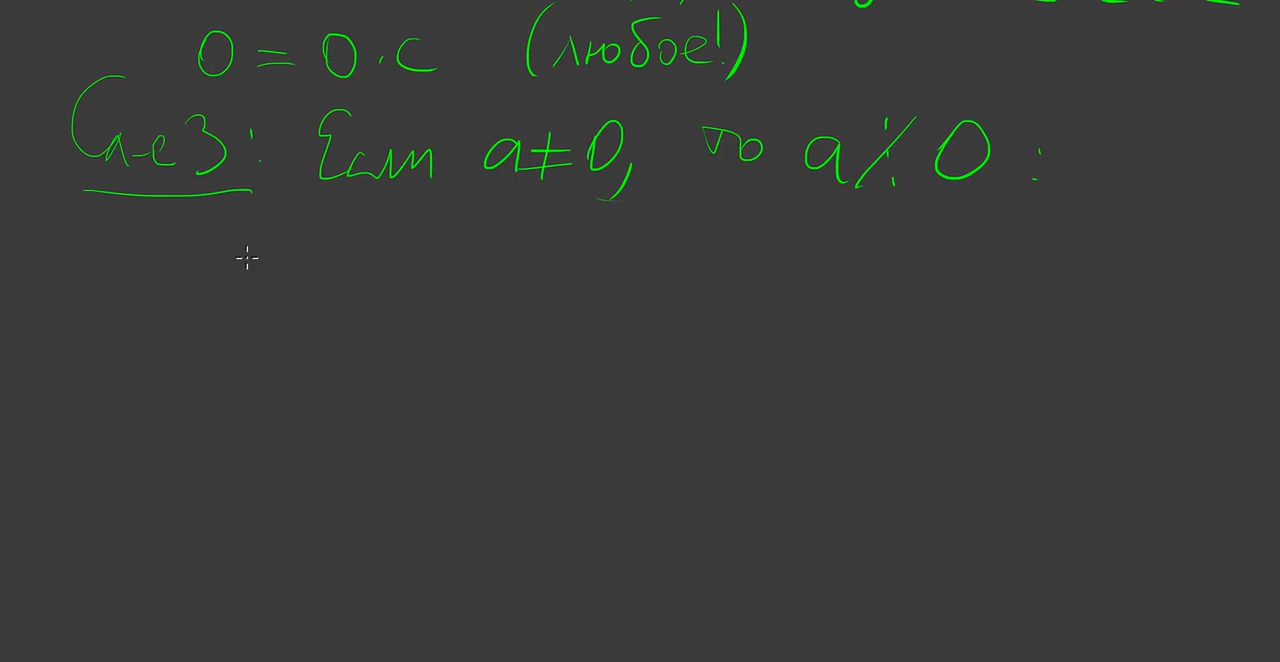 0 = 0 · c (любое!)
Сл-е 3: Если a ≠ 0, то a ⋮̸ 0 :